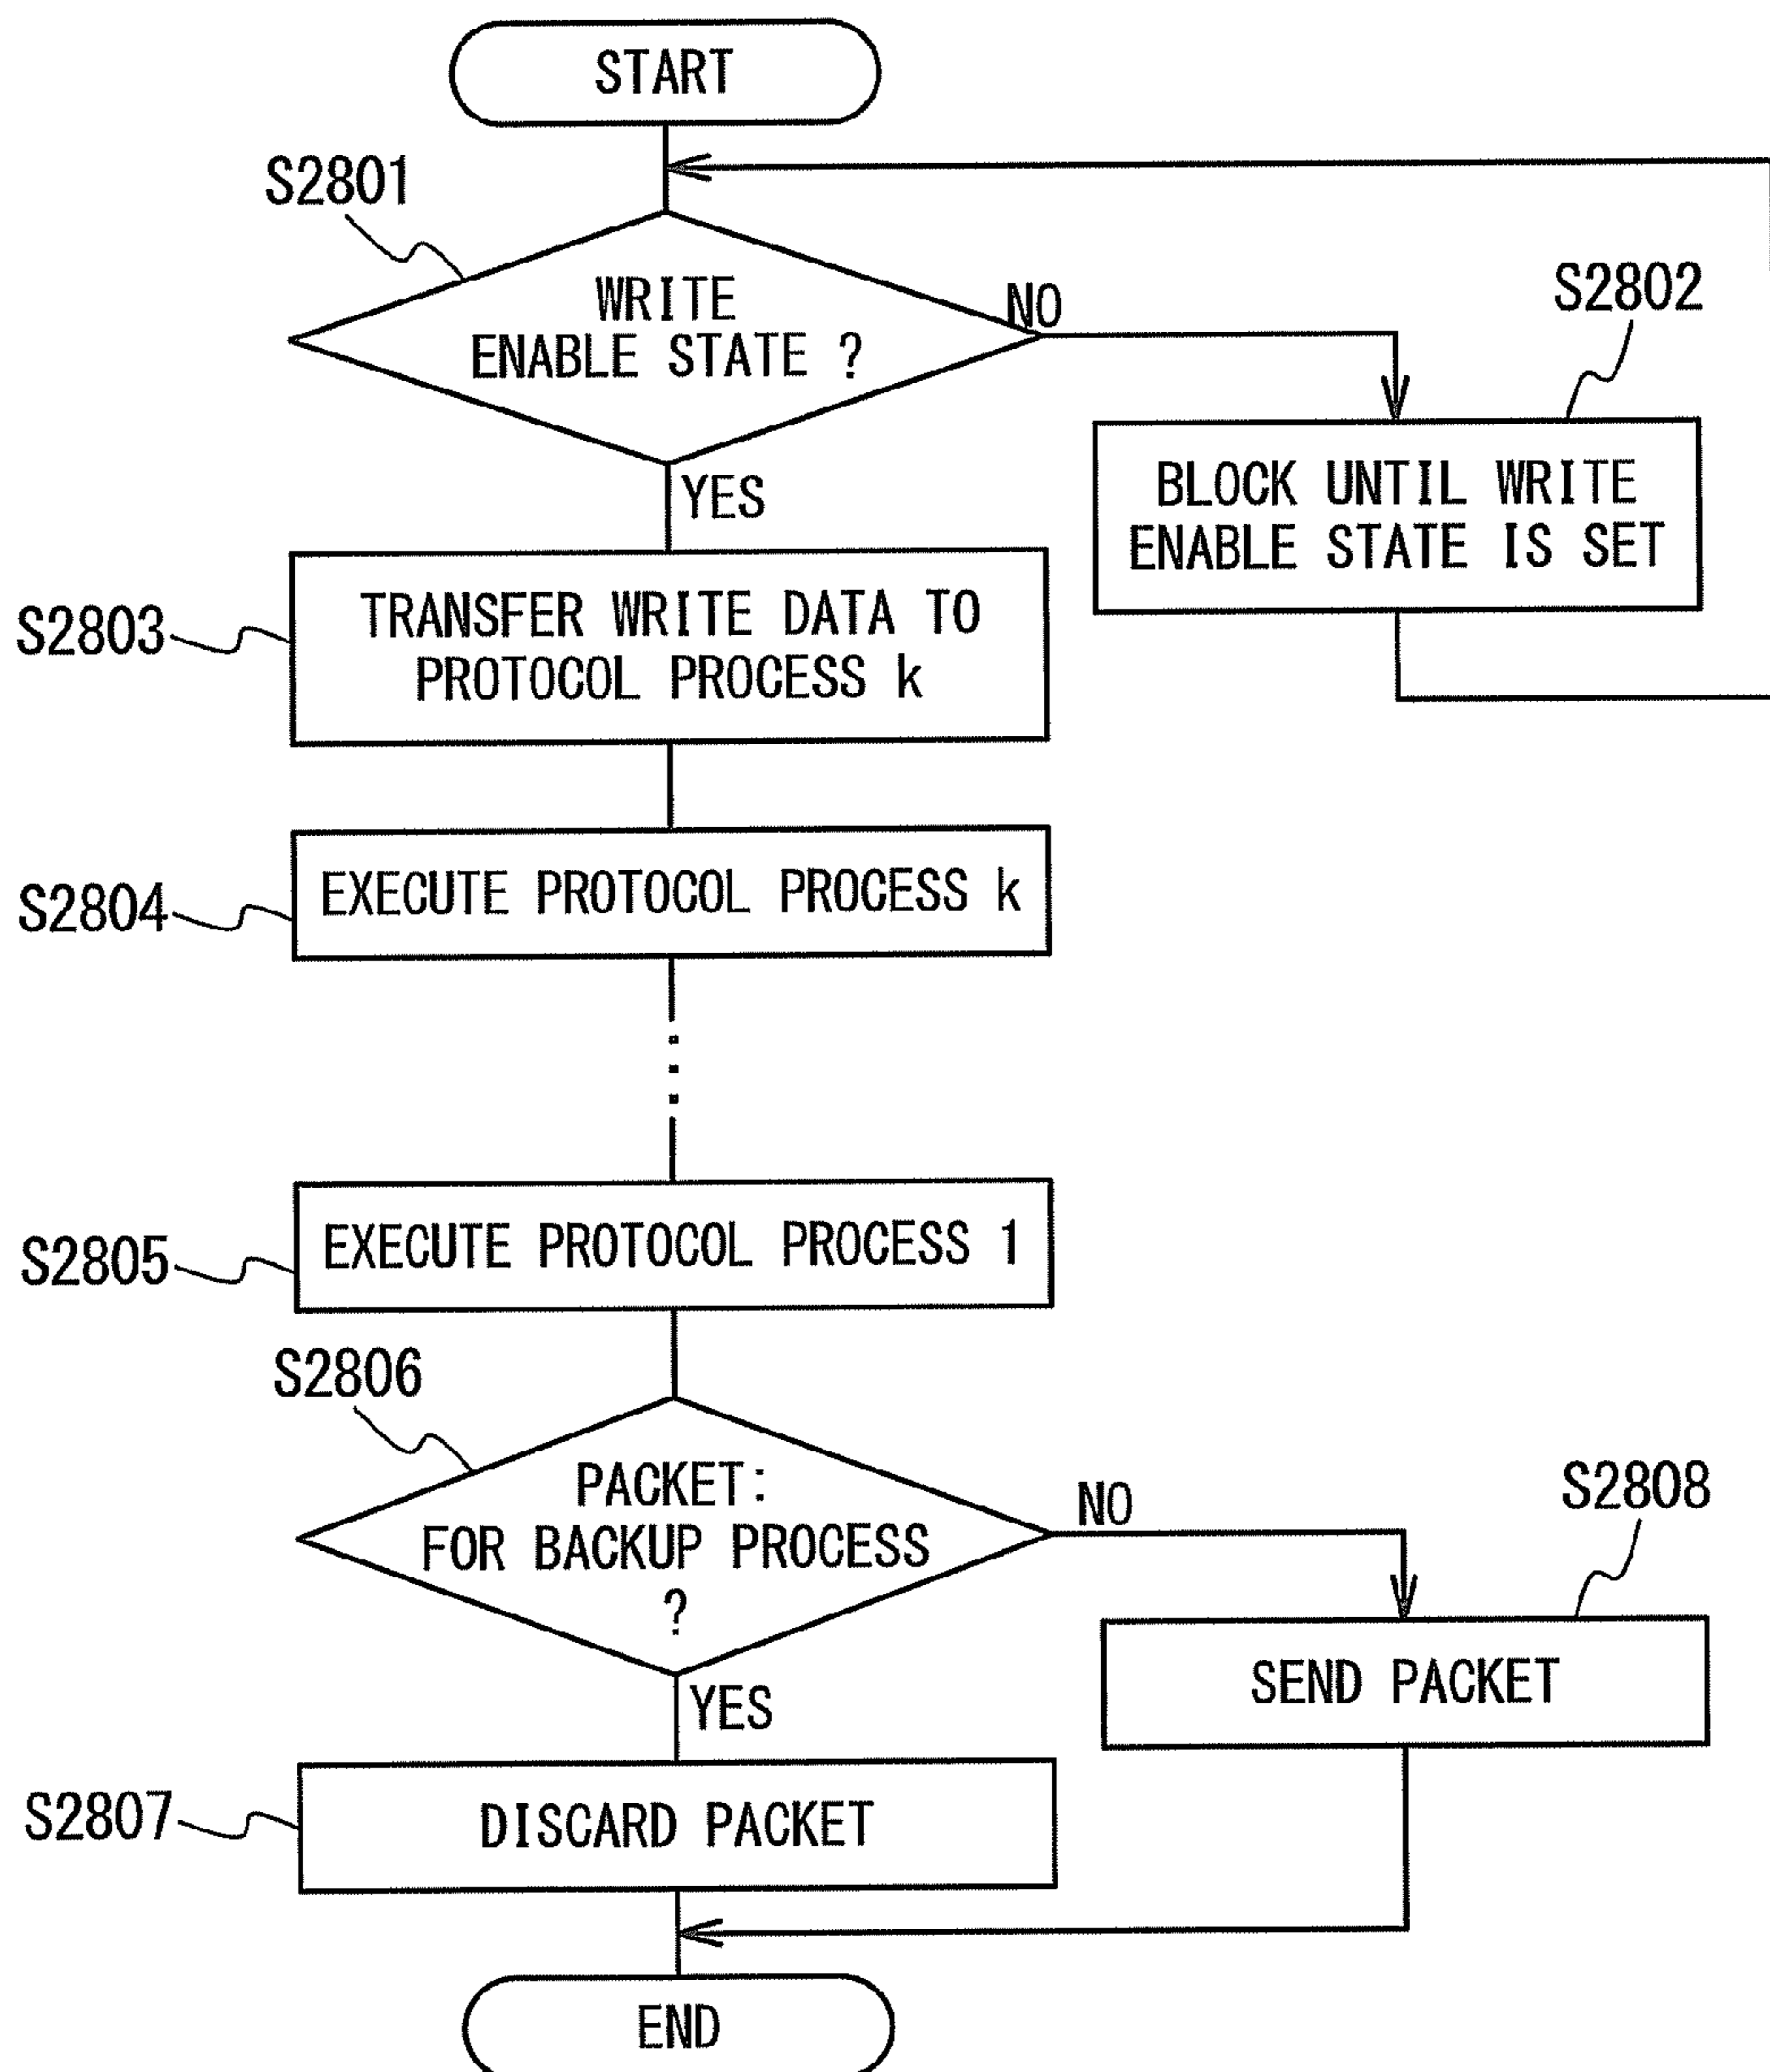 START
S2801
WRITE
ENABLE STATE ?
NO
S2802
BLOCK UNTIL WRITE
ENABLE STATE IS SET
YES
S2803
TRANSFER WRITE DATA TO
PROTOCOL PROCESS k
S2804
EXECUTE PROTOCOL PROCESS k
S2805
EXECUTE PROTOCOL PROCESS 1
S2806
PACKET:
FOR BACKUP PROCESS
?
NO
S2808
SEND PACKET
YES
S2807
DISCARD PACKET
END